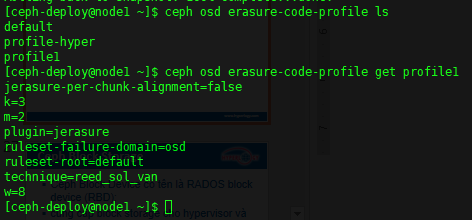 [ceph-deploy@node1 ~]$ ceph osd erasure-code-profile ls
default
profile-hyper
profile1
[ceph-deploy@node1 ~]$ ceph osd erasure-code-profile get profile1
jerasure-per-chunk-alignment=false
k=3
m=2
plugin=jerasure
ruleset-failure-domain=osd
ruleset-root=default
technique=reed_sol_van
w=8
[ceph-deploy@node1 ~]$